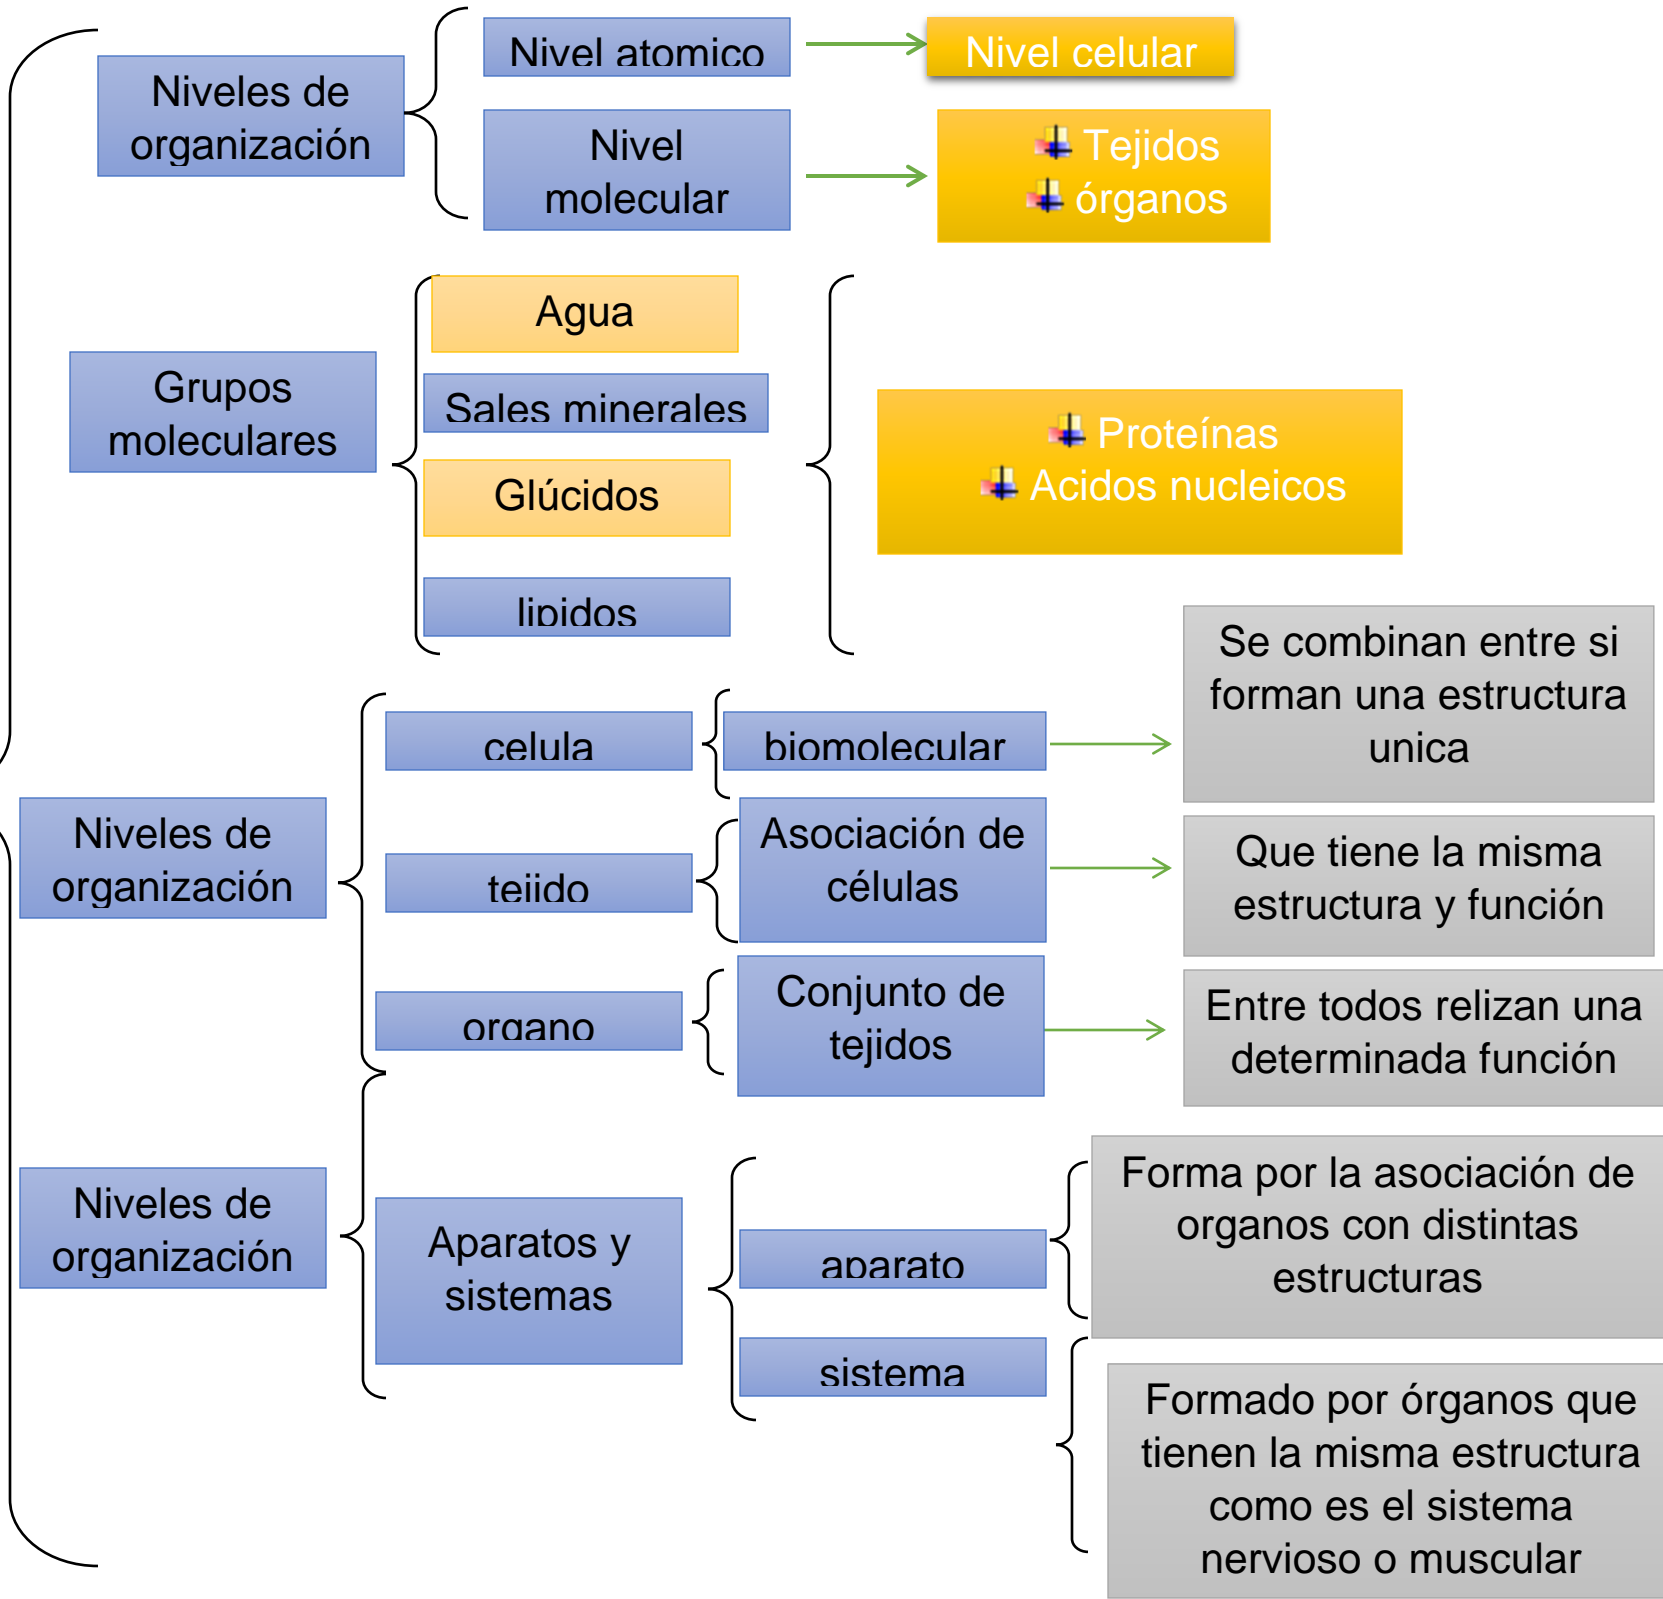 Niveles de
organización
Nivel atomico
Nivel celular
Nivel
molecular
Tejidos
órganos
Grupos
moleculares
Agua
Sales minerales
Glúcidos
lipidos
Proteínas
Acidos nucleicos
Niveles de
organización
celula
biomolecular
Se combinan entre si
forman una estructura
unica
tejido
Asociación de
células
Que tiene la misma
estructura y función
organo
Conjunto de
tejidos
Entre todos relizan una
determinada función
Niveles de
organización
Aparatos y
sistemas
aparato
Forma por la asociación de
organos con distintas
estructuras
sistema
Formado por órganos que
tienen la misma estructura
como es el sistema
nervioso o muscular